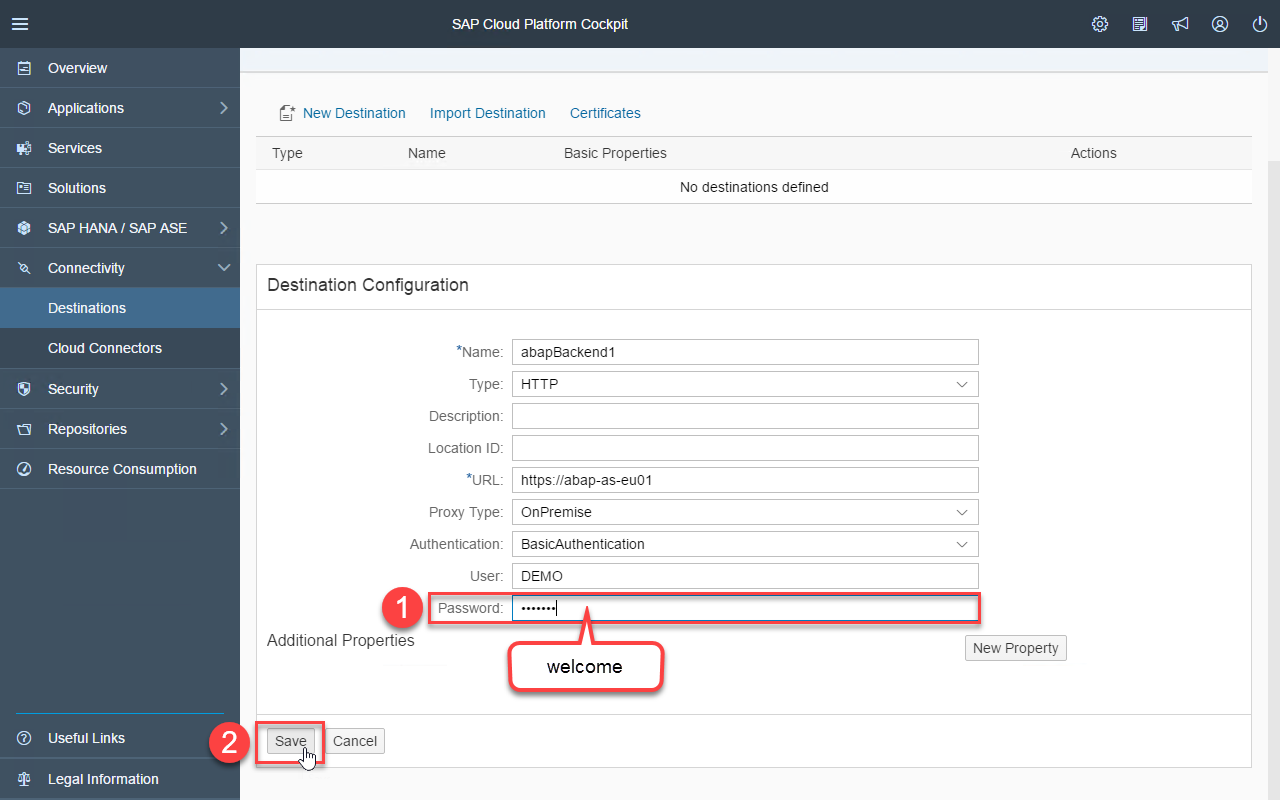 SAP Cloud Platform Cockpit
Overview
Applications
Services
Solutions
SAP HANA / SAP ASE
Connectivity
Destinations
Cloud Connectors
Security
Repositories
Resource Consumption
Useful Links
Legal Information
New Destination Import Destination Certificates
Type Name Basic Properties Actions
No destinations defined
Destination Configuration
*Name: abapBackend1
Type: HTTP
Description:
Location ID:
*URL: https://abap-as-eu01
Proxy Type: OnPremise
Authentication: BasicAuthentication
User: DEMO
1 Password: •••••••
Additional Properties
New Property
welcome
2 Save Cancel